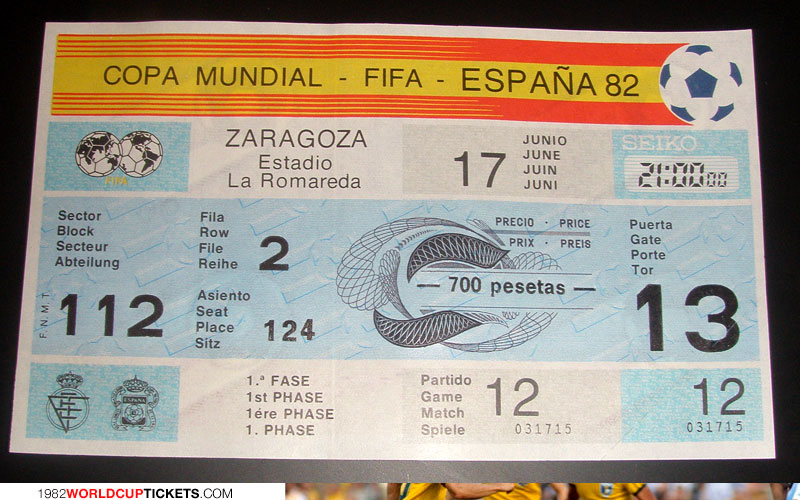 COPA MUNDIAL - FIFA - ESPAÑA 82
FIFA
ZARAGOZA
Estadio
La Romareda
17
JUNIO
JUNE
JUIN
JUNI
SEIKO
21:00 00
Sector
Block
Secteur
Abteilung
112
F.N.M.T.
Fila
Row
File
Reihe
2
Asiento
Seat
Place
Sitz
124
PRECIO · PRICE
PRIX · PREIS
— 700 pesetas —
Puerta
Gate
Porte
Tor
13
ESPAÑA
1.ª FASE
1st PHASE
1ére PHASE
1. PHASE
Partido
Game
Match
Spiele
12
031715
12
031715
1982WORLDCUPTICKETS.COM